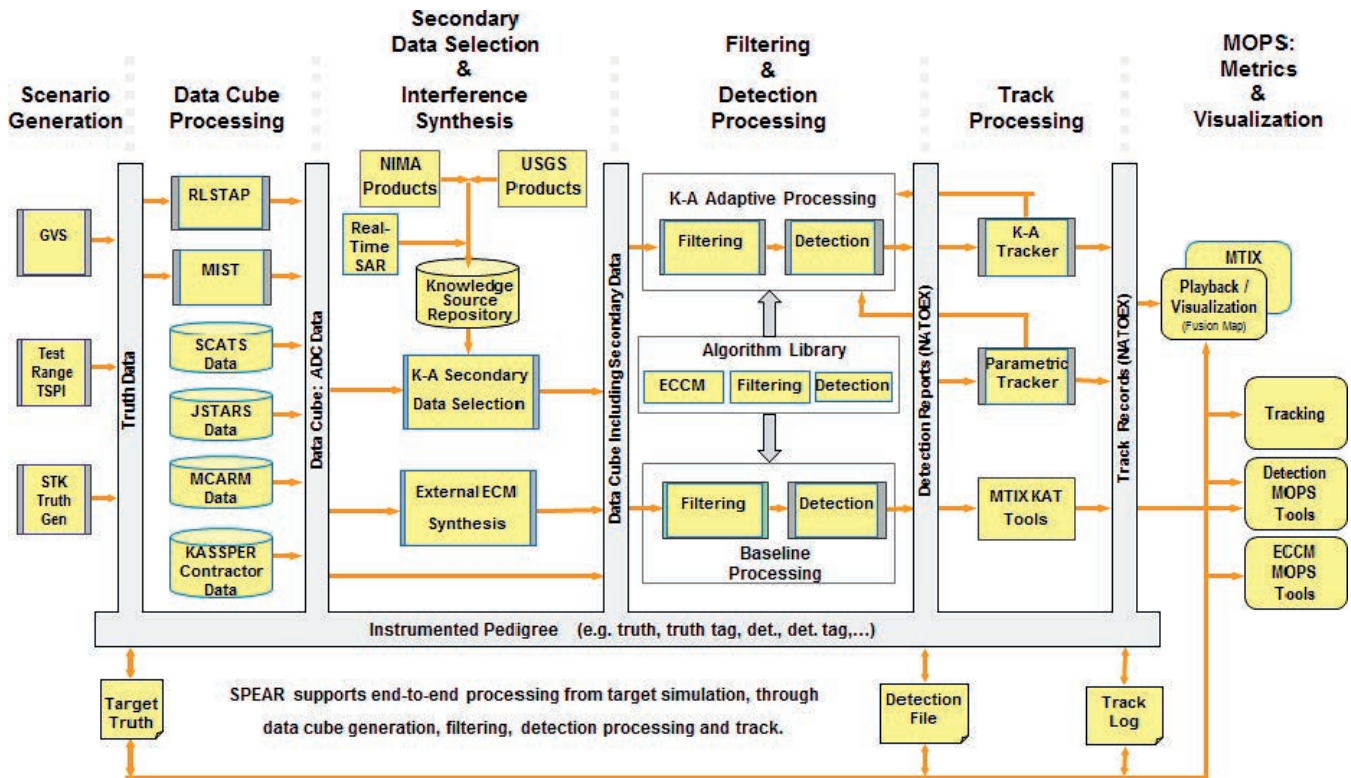 Scenario
Generation
Data Cube
Processing
Secondary
Data Selection
&
Interference
Synthesis
Filtering
&
Detection
Processing
Track
Processing
MOPS:
Metrics
&
Visualization
GVS
Test
Range
TSPI
STK
Truth
Gen
Truth Data
RLSTAP
MIST
SCATS
Data
JSTARS
Data
MCARM
Data
KASSPER
Contractor
Data
Data Cube: ADC Data
NIMA
Products
USGS
Products
Real-
Time
SAR
Knowledge
Source
Repository
K-A Secondary
Data Selection
External ECM
Synthesis
Data Cube Including Secondary Data
K-A Adaptive Processing
Filtering
Detection
Algorithm Library
ECCM
Filtering
Detection
Filtering
Detection
Baseline
Processing
Detection Reports (NATOEX)
K-A
Tracker
Parametric
Tracker
MTIX KAT
Tools
Track Records (NATOEX)
MTIX
Playback /
Visualization
(Fusion Map)
Tracking
Detection
MOPS
Tools
ECCM
MOPS
Tools
Instrumented Pedigree (e.g. truth, truth tag, det., det. tag,...)
Target
Truth
SPEAR supports end-to-end processing from target simulation, through
data cube generation, filtering, detection processing and track.
Detection
File
Track
Log